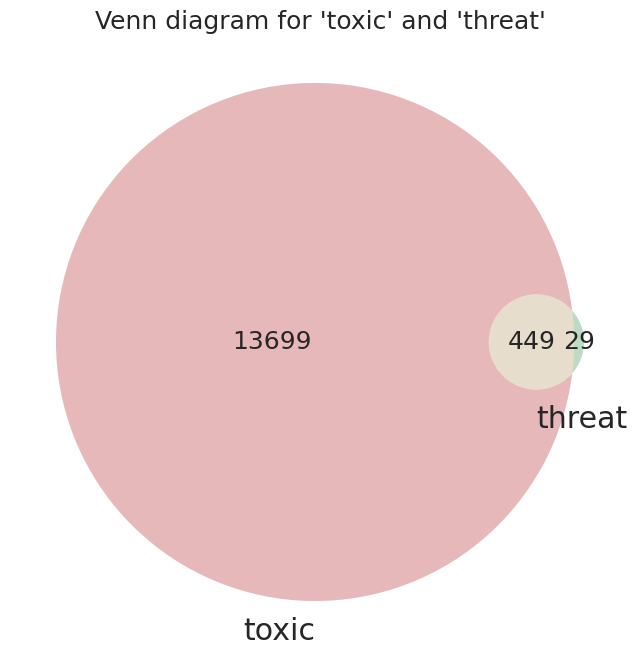 Venn diagram for 'toxic' and 'threat'
13699
449
29
threat
toxic